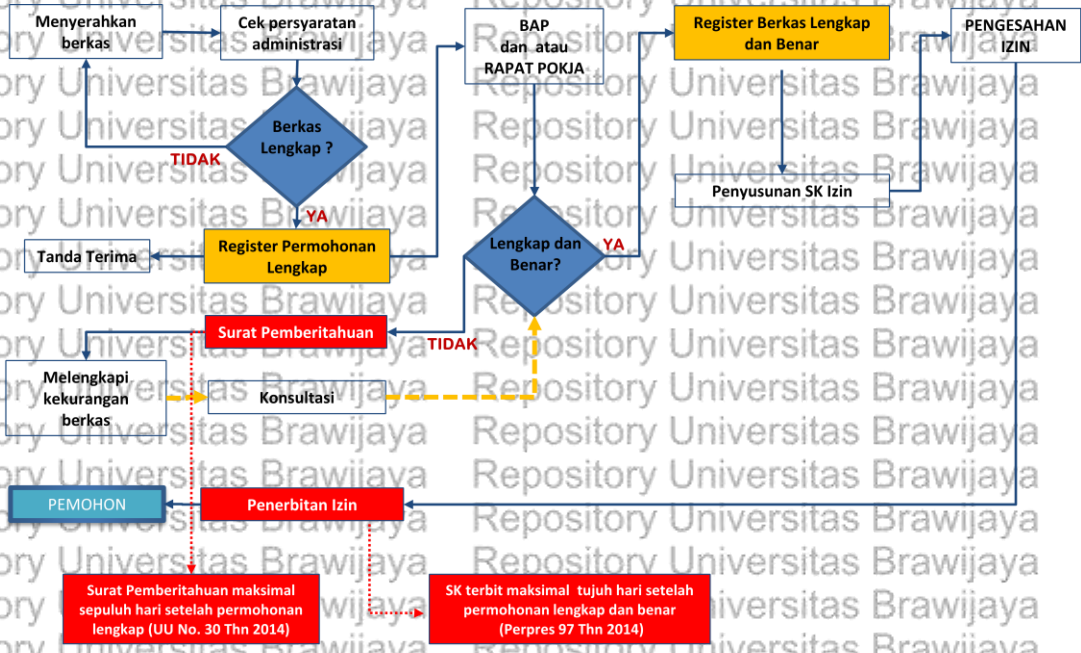 Menyerahkan
berkas
Cek persyaratan
administrasi
BAP
dan atau
RAPAT POKJA
Register Berkas Lengkap
dan Benar
PENGESAHAN
IZIN
Berkas
Lengkap ?
TIDAK
YA
Penyusunan SK Izin
Tanda Terima
Register Permohonan
Lengkap
Lengkap dan
Benar?
YA
Surat Pemberitahuan
TIDAK
Melengkapi
kekurangan
berkas
Konsultasi
PEMOHON
Penerbitan Izin
Surat Pemberitahuan maksimal
sepuluh hari setelah permohonan
lengkap (UU No. 30 Thn 2014)
SK terbit maksimal tujuh hari setelah
permohonan lengkap dan benar
(Perpres 97 Thn 2014)
ory Universitas Brawijaya Repository Universitas Brawijaya